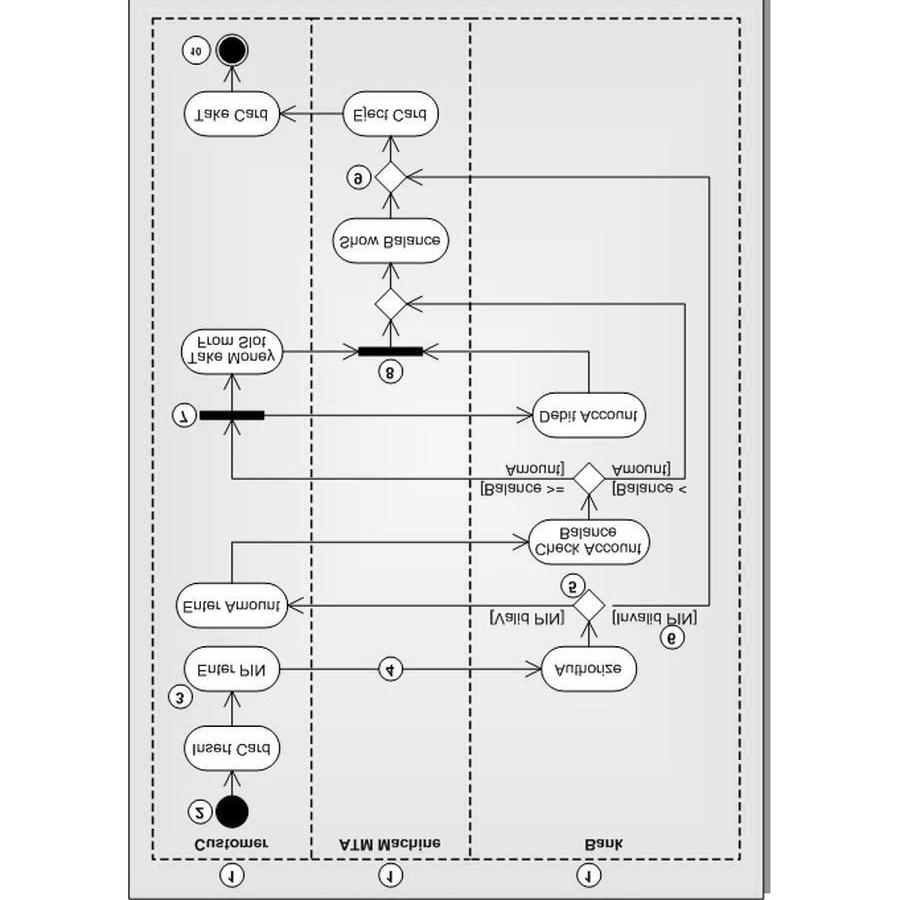 1
1
1
Customer
ATM Machine
Bank
2
Insert Card
3
Enter PIN
4
Authorize
6
[Valid PIN]
[Invalid PIN]
Enter Amount
5
Check Account
Balance
[Balance >=
Amount]
[Balance <
Amount]
7
Debit Account
8
Take Money
From Slot
Show Balance
9
Take Card
Eject Card
10